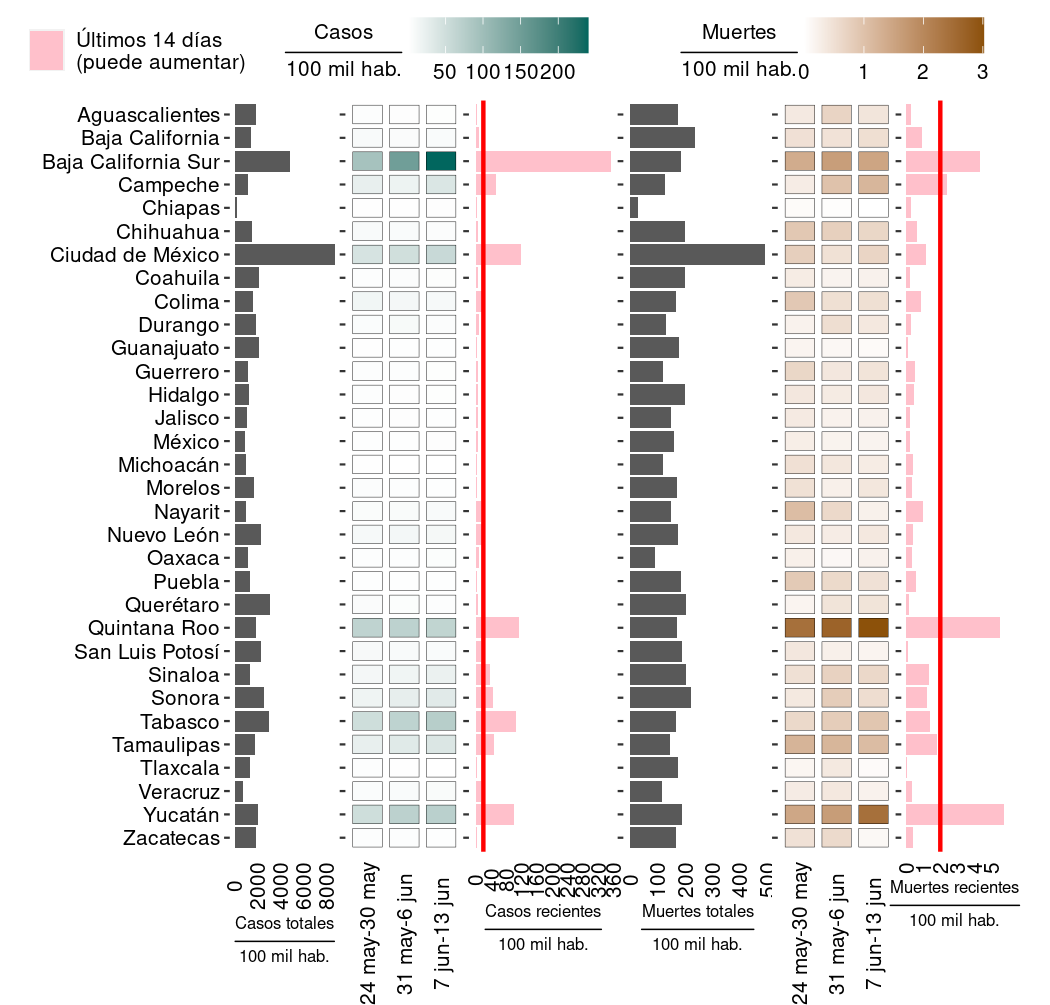 Últimos 14 días
(puede aumentar)
Casos
100 mil hab.
50 100 150 200
Muertes
100 mil hab.
0 1 2 3
Aguascalientes
Baja California
Baja California Sur
Campeche
Chiapas
Chihuahua
Ciudad de México
Coahuila
Colima
Durango
Guanajuato
Guerrero
Hidalgo
Jalisco
México
Michoacán
Morelos
Nayarit
Nuevo León
Oaxaca
Puebla
Querétaro
Quintana Roo
San Luis Potosí
Sinaloa
Sonora
Tabasco
Tamaulipas
Tlaxcala
Veracruz
Yucatán
Zacatecas
0 2000 4000 6000 8000
Casos totales
100 mil hab.
24 may-30 may
31 may-6 jun
7 jun-13 jun
0 40 80 120 160 200 240 280 320 360
Casos recientes
100 mil hab.
0 100 200 300 400 500
Muertes totales
100 mil hab.
24 may-30 may
31 may-6 jun
7 jun-13 jun
0 1 2 3 4 5
Muertes recientes
100 mil hab.